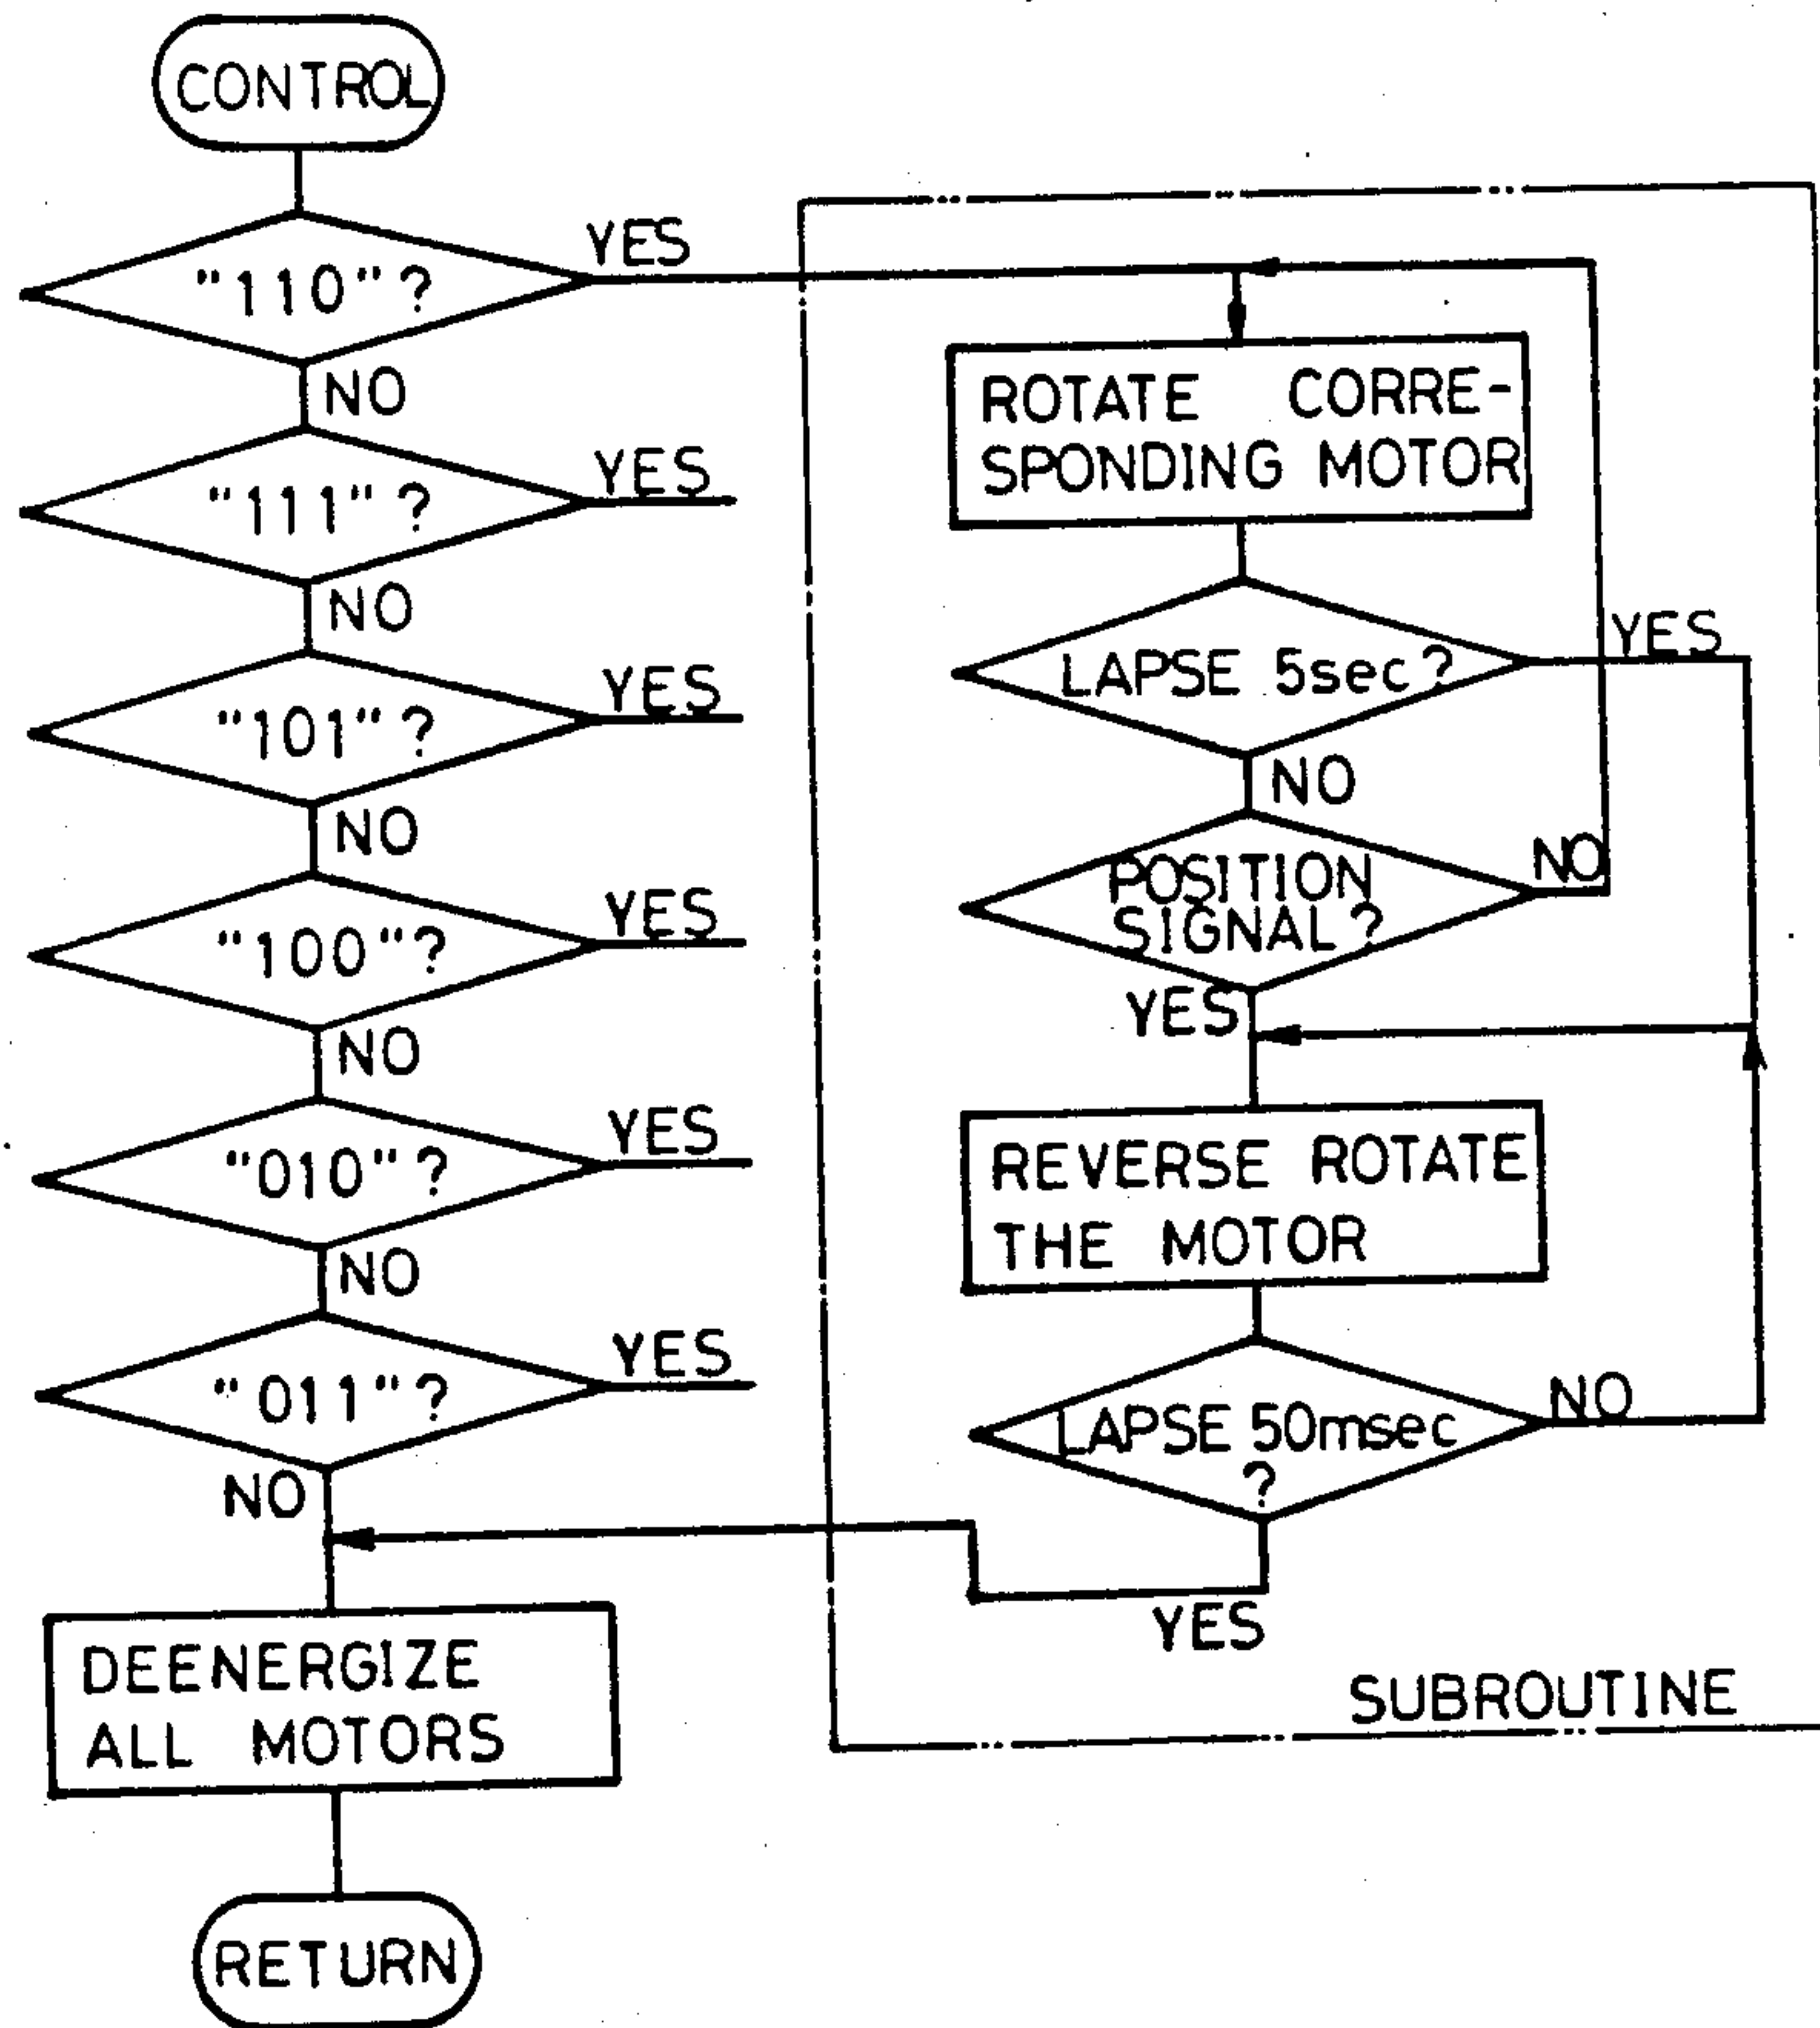 CONTROL
"110"?
YES
NO
"111"?
YES
NO
"101"?
YES
NO
"100"?
YES
NO
"010"?
YES
NO
"011"?
YES
NO
DEENERGIZE
ALL MOTORS
RETURN
ROTATE CORRE-
SPONDING MOTOR
LAPSE 5sec?
YES
NO
POSITION
SIGNAL?
NO
YES
REVERSE ROTATE
THE MOTOR
LAPSE 50msec
?
NO
YES
SUBROUTINE